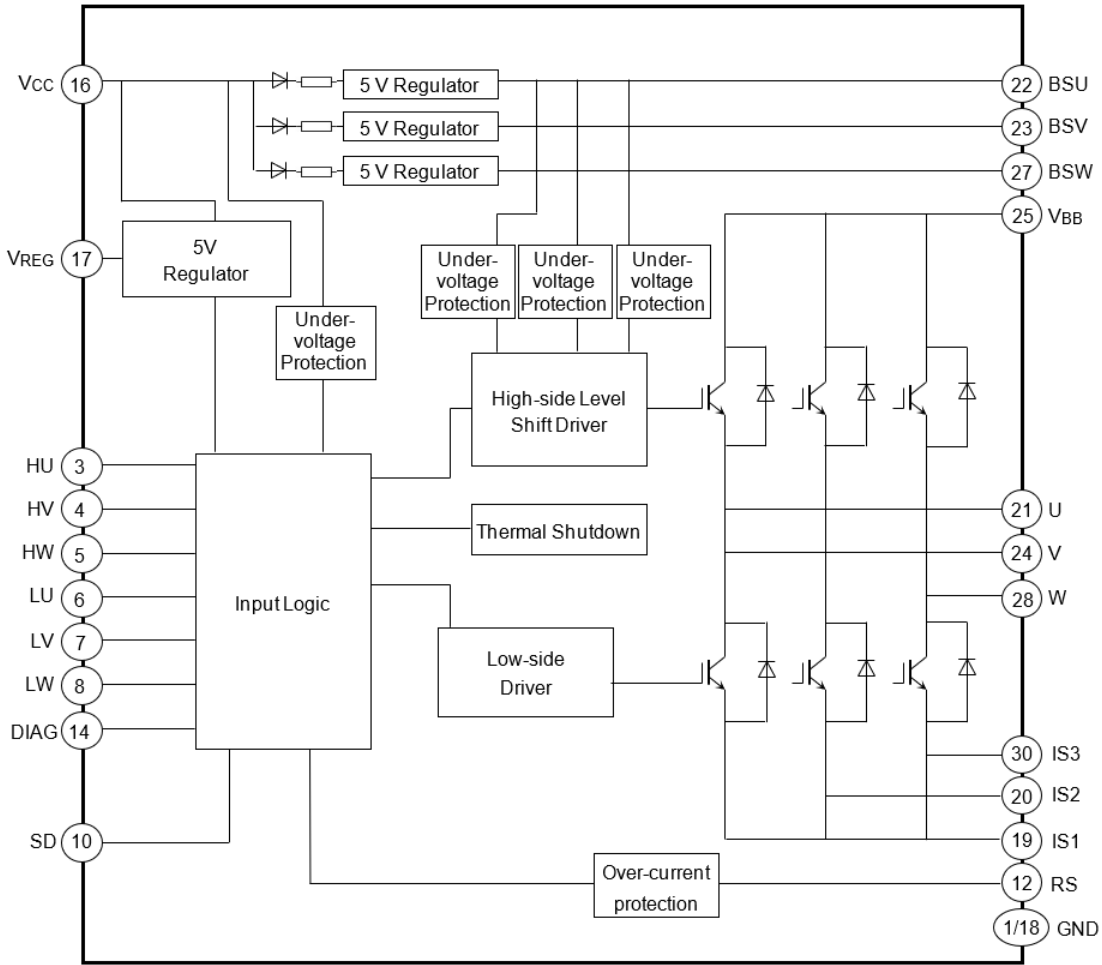 VCC 16
5 V Regulator
22 BSU
5 V Regulator
23 BSV
5 V Regulator
27 BSW
25 VBB
VREG 17
5V
Regulator
Under-
voltage
Protection
Under-
voltage
Protection
Under-
voltage
Protection
Under-
voltage
Protection
High-side Level
Shift Driver
HU 3
HV 4
HW 5
LU 6
LV 7
LW 8
DIAG 14
SD 10
Input Logic
Thermal Shutdown
Low-side
Driver
21 U
24 V
28 W
30 IS3
20 IS2
19 IS1
Over-current
protection
12 RS
1/18 GND